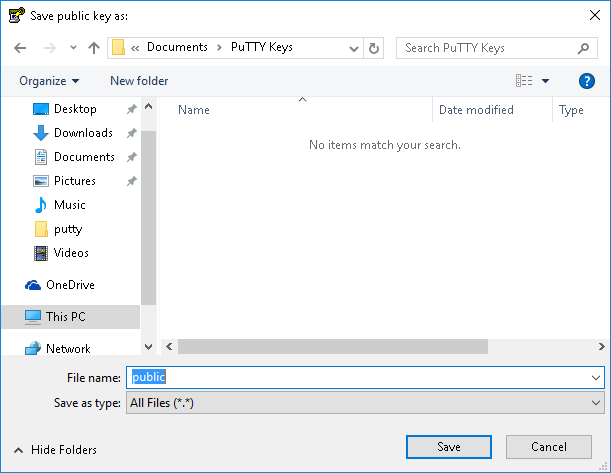 Save public key as:
« Documents > PuTTY Keys
Search PuTTY Keys
Organize
New folder
?
Name
Date modified
Type
No items match your search.
Desktop
Downloads
Documents
Pictures
Music
putty
Videos
OneDrive
This PC
Network
File name: public
Save as type: All Files (*.*)
Hide Folders
Save
Cancel